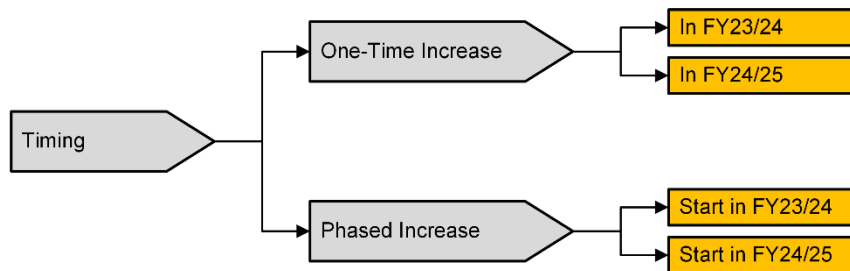 In FY23/24
One-Time Increase
In FY24/25
Timing
Start in FY23/24
Phased Increase
Start in FY24/25